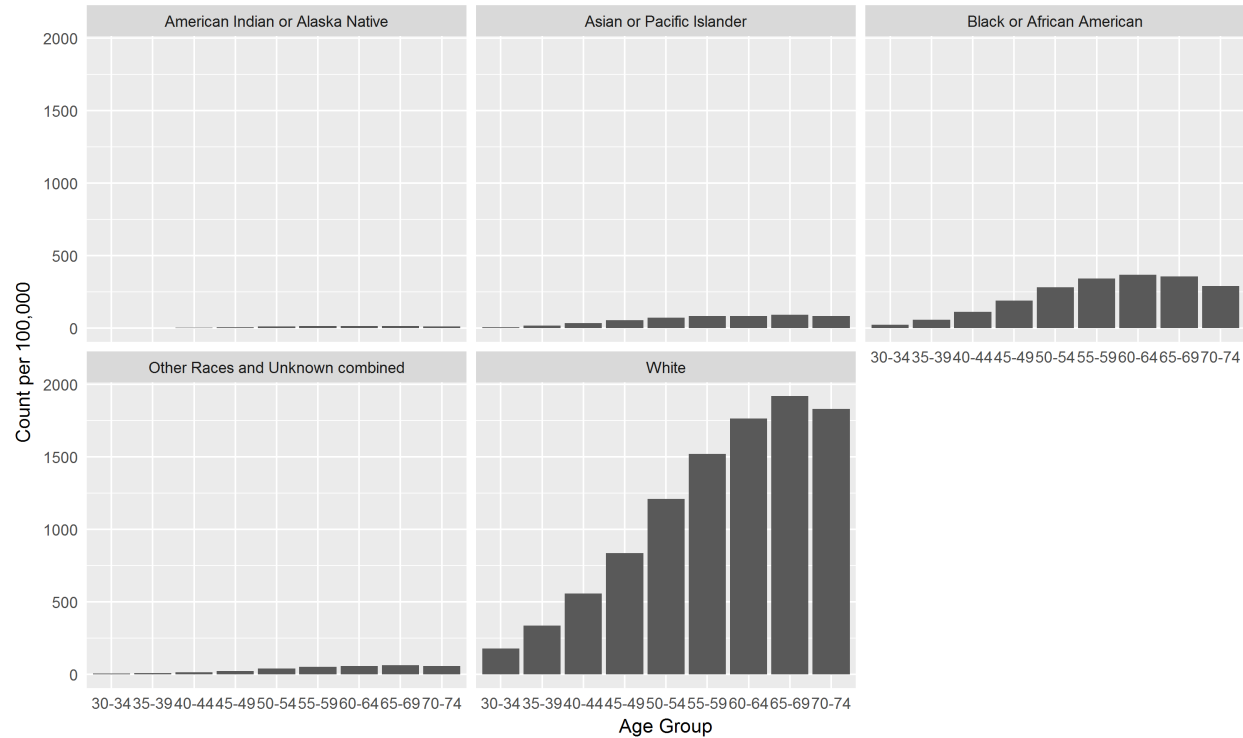 American Indian or Alaska Native
Asian or Pacific Islander
Black or African American
2000
1500
1000
500
0
30-34 35-39 40-44 45-49 50-54 55-59 60-64 65-69 70-74
Other Races and Unknown combined
White
2000
1500
1000
500
0
30-34 35-39 40-44 45-49 50-54 55-59 60-64 65-69 70-74
30-34 35-39 40-44 45-49 50-54 55-59 60-64 65-69 70-74
Count per 100,000
Age Group